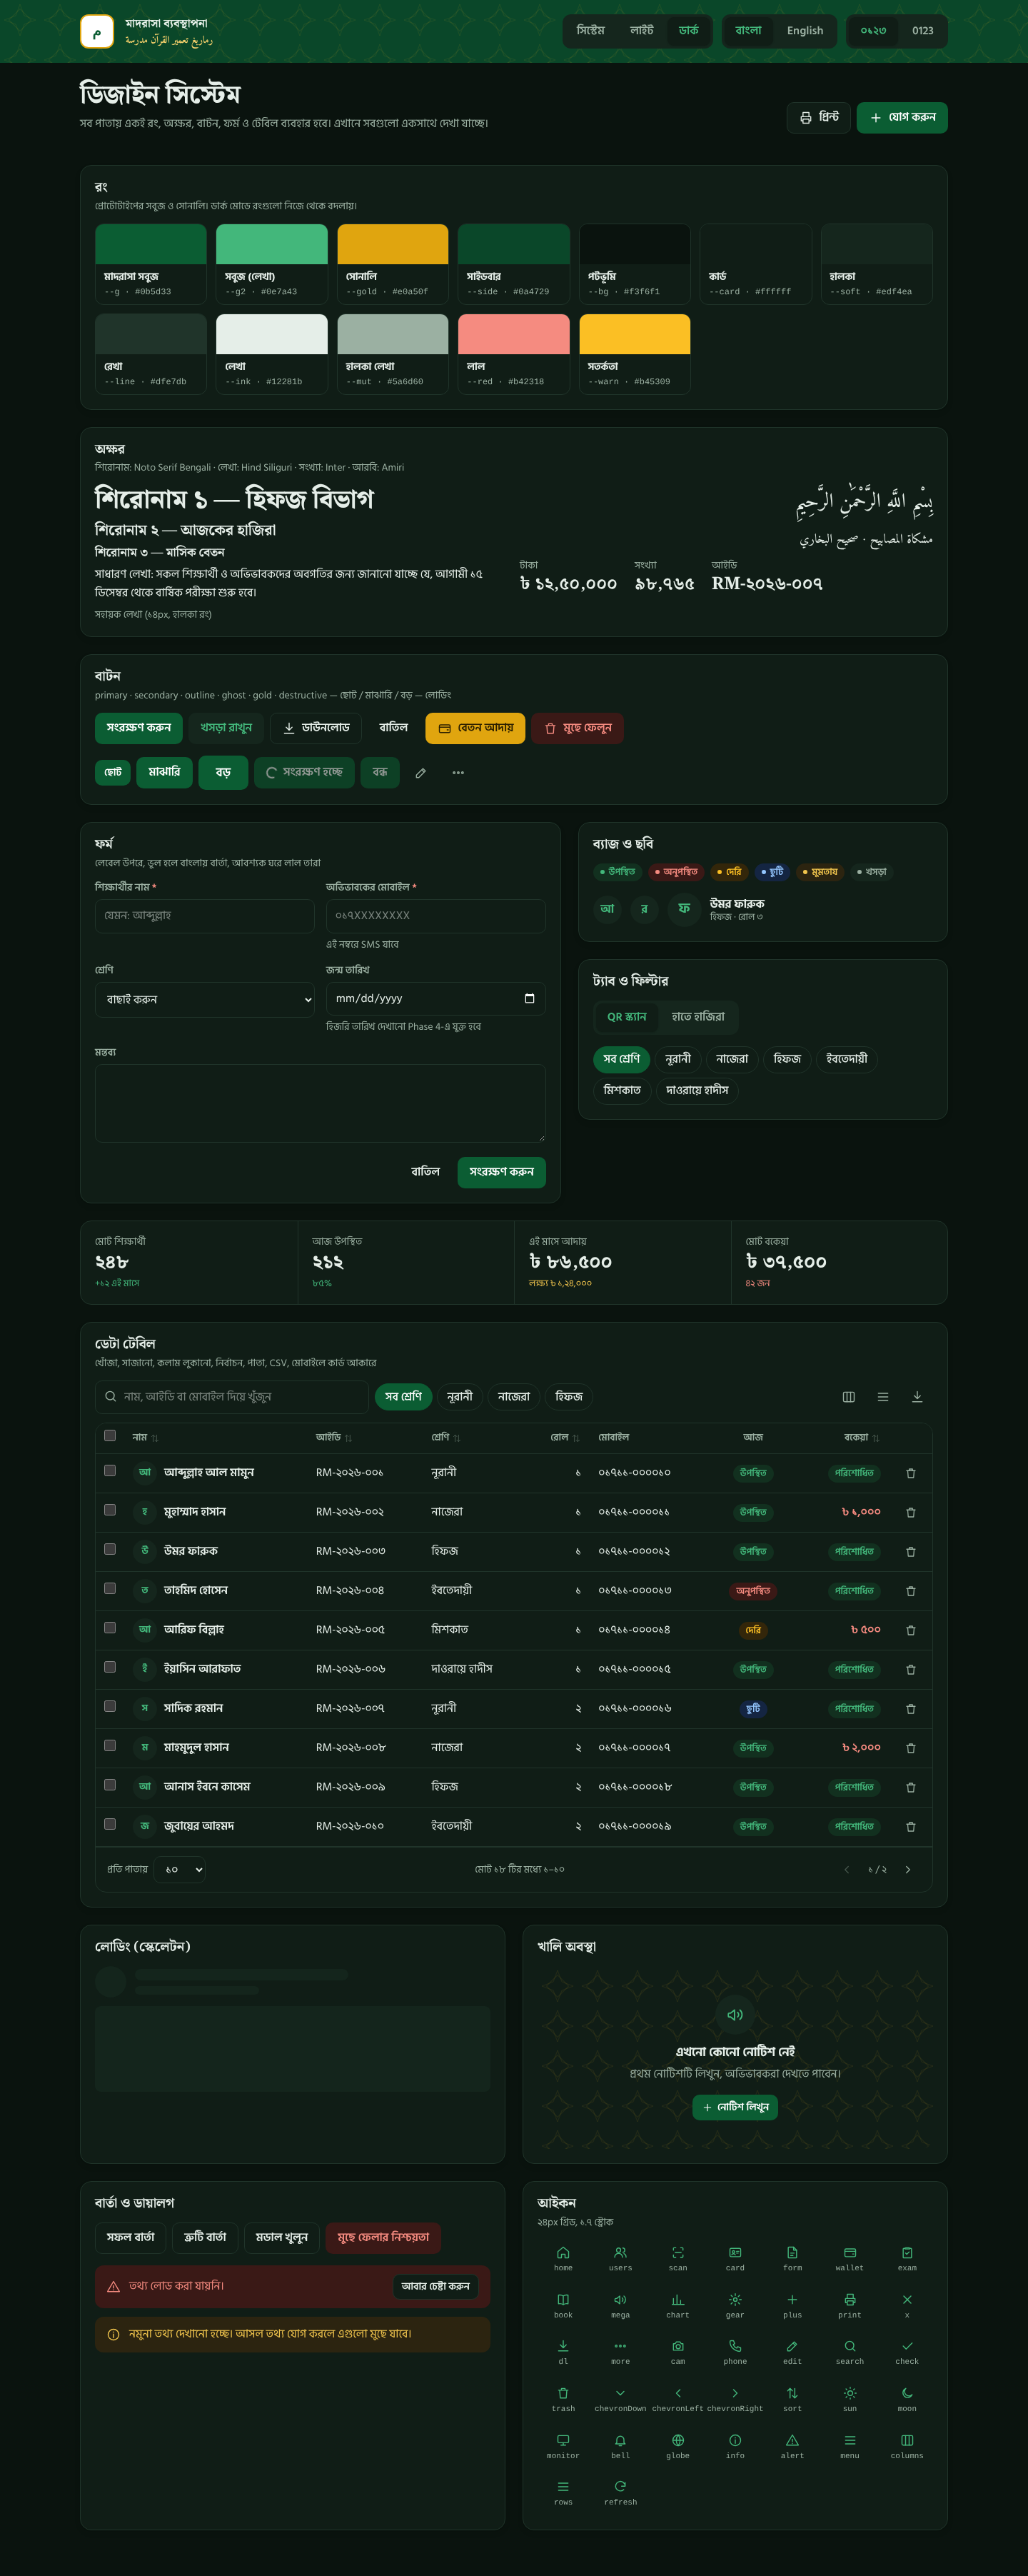 م
মাদরাসা ব্যবস্থাপনা
সিস্টেম লাইট ডার্ক
বাংলা English
০১২৩ 0123
ডিজাইন সিস্টেম
সব পাতায় একই রং, অক্ষর, বাটন, ফর্ম ও টেবিল ব্যবহার হবে। এখানে সবগুলো একসাথে দেখা যাচ্ছে।
প্রিন্ট
যোগ করুন
রং
প্রোটোটাইপের সবুজ ও সোনালি। ডার্ক মোডে রংগুলো নিজে থেকে বদলায়।
মাদরাসা সবুজ
--g · #0b5d33
সবুজ (লেখা)
--g2 · #0e7a43
সোনালি
--gold · #e0a50f
সাইডবার
--side · #0a4729
পটভূমি
--bg · #f3f6f1
কার্ড
--card · #ffffff
হালকা
--soft · #edf4ea
রেখা
--line · #dfe7db
লেখা
--ink · #12281b
হালকা লেখা
--mut · #5a6d60
লাল
--red · #b42318
সতর্কতা
--warn · #b45309
অক্ষর
শিরোনাম: Noto Serif Bengali · লেখা: Hind Siliguri · সংখ্যা: Inter · আরবি: Amiri
শিরোনাম ১ — হিফজ বিভাগ
শিরোনাম ২ — আজকের হাজিরা
শিরোনাম ৩ — মাসিক বেতন
সাধারণ লেখা: সকল শিক্ষার্থী ও অভিভাবকদের অবগতির জন্য জানানো যাচ্ছে যে, আগামী ১৫
ডিসেম্বর থেকে বার্ষিক পরীক্ষা শুরু হবে।
সহায়ক লেখা (১৪px, হালকা রং)
بِسْمِ اللَّهِ الرَّحْمَٰنِ الرَّحِيمِ
مشكاة المصابيح · صحيح البخاري
টাকা
৳ ১২,৫০,০০০
সংখ্যা
৯৮,৭৬৫
আইডি
RM-২০২৬-০০৭
বাটন
primary · secondary · outline · ghost · gold · destructive — ছোট / মাঝারি / বড় — লোডিং
সংরক্ষণ করুন খসড়া রাখুন ডাউনলোড বাতিল বেতন আদায় মুছে ফেলুন
ছোট মাঝারি বড় সংরক্ষণ হচ্ছে বন্ধ
ফর্ম
লেবেল উপরে, ভুল হলে বাংলায় বার্তা, আবশ্যক ঘরে লাল তারা
শিক্ষার্থীর নাম *
যেমন: আব্দুল্লাহ
অভিভাবকের মোবাইল *
০১৭XXXXXXXX
এই নম্বরে SMS যাবে
শ্রেণি
বাছাই করুন
জন্ম তারিখ
mm/dd/yyyy
হিজরি তারিখ দেখানো Phase 4-এ যুক্ত হবে
মন্তব্য
বাতিল সংরক্ষণ করুন
ব্যাজ ও ছবি
উপস্থিত অনুপস্থিত দেরি ছুটি মুমতায খসড়া
আ র ফ
উমর ফারুক
হিফজ · রোল ৩
ট্যাব ও ফিল্টার
QR স্ক্যান হাতে হাজিরা
সব শ্রেণি নূরানী নাজেরা হিফজ ইবতেদায়ী
মিশকাত দাওরায়ে হাদীস
মোট শিক্ষার্থী
২৪৮
+১২ এই মাসে
আজ উপস্থিত
২১২
৮৫%
এই মাসে আদায়
৳ ৮৬,৫০০
লক্ষ্য ৳ ১,২৪,০০০
মোট বকেয়া
৳ ৩৭,৫০০
৪২ জন
ডেটা টেবিল
খোঁজা, সাজানো, কলাম লুকানো, নির্বাচন, পাতা, CSV, মোবাইলে কার্ড আকারে
নাম, আইডি বা মোবাইল দিয়ে খুঁজুন
সব শ্রেণি নূরানী নাজেরা হিফজ
নাম আইডি শ্রেণি রোল মোবাইল আজ বকেয়া
আ আব্দুল্লাহ আল মামুন RM-২০২৬-০০১ নূরানী ১ ০১৭১১-০০০০১০ উপস্থিত পরিশোধিত
হ মুহাম্মাদ হাসান RM-২০২৬-০০২ নাজেরা ১ ০১৭১১-০০০০১১ উপস্থিত ৳ ১,০০০
উ উমর ফারুক RM-২০২৬-০০৩ হিফজ ১ ০১৭১১-০০০০১২ উপস্থিত পরিশোধিত
ত তাহমিদ হোসেন RM-২০২৬-০০৪ ইবতেদায়ী ১ ০১৭১১-০০০০১৩ অনুপস্থিত পরিশোধিত
আ আরিফ বিল্লাহ RM-২০২৬-০০৫ মিশকাত ১ ০১৭১১-০০০০১৪ দেরি ৳ ৫০০
ই ইয়াসিন আরাফাত RM-২০২৬-০০৬ দাওরায়ে হাদীস ১ ০১৭১১-০০০০১৫ উপস্থিত পরিশোধিত
স সাদিক রহমান RM-২০২৬-০০৭ নূরানী ২ ০১৭১১-০০০০১৬ ছুটি পরিশোধিত
ম মাহমুদুল হাসান RM-২০২৬-০০৮ নাজেরা ২ ০১৭১১-০০০০১৭ উপস্থিত ৳ ২,০০০
আ আনাস ইবনে কাসেম RM-২০২৬-০০৯ হিফজ ২ ০১৭১১-০০০০১৮ উপস্থিত পরিশোধিত
জ জুবায়ের আহমদ RM-২০২৬-০১০ ইবতেদায়ী ২ ০১৭১১-০০০০১৯ উপস্থিত পরিশোধিত
প্রতি পাতায় ১০ মোট ১৮ টির মধ্যে ১–১০ ১ / ২
লোডিং (স্কেলেটন)
খালি অবস্থা
এখনো কোনো নোটিশ নেই
প্রথম নোটিশটি লিখুন, অভিভাবকরা দেখতে পাবেন।
নোটিশ লিখুন
বার্তা ও ডায়ালগ
সফল বার্তা ত্রুটি বার্তা মডাল খুলুন মুছে ফেলার নিশ্চয়তা
তথ্য লোড করা যায়নি। আবার চেষ্টা করুন
নমুনা তথ্য দেখানো হচ্ছে। আসল তথ্য যোগ করলে এগুলো মুছে যাবে।
আইকন
২৪px গ্রিড, ১.৭ স্ট্রোক
home users scan card form wallet exam
book mega chart gear plus print x
dl more cam phone edit search check
trash chevronDown chevronLeft chevronRight sort sun moon
monitor bell globe info alert menu columns
rows refresh